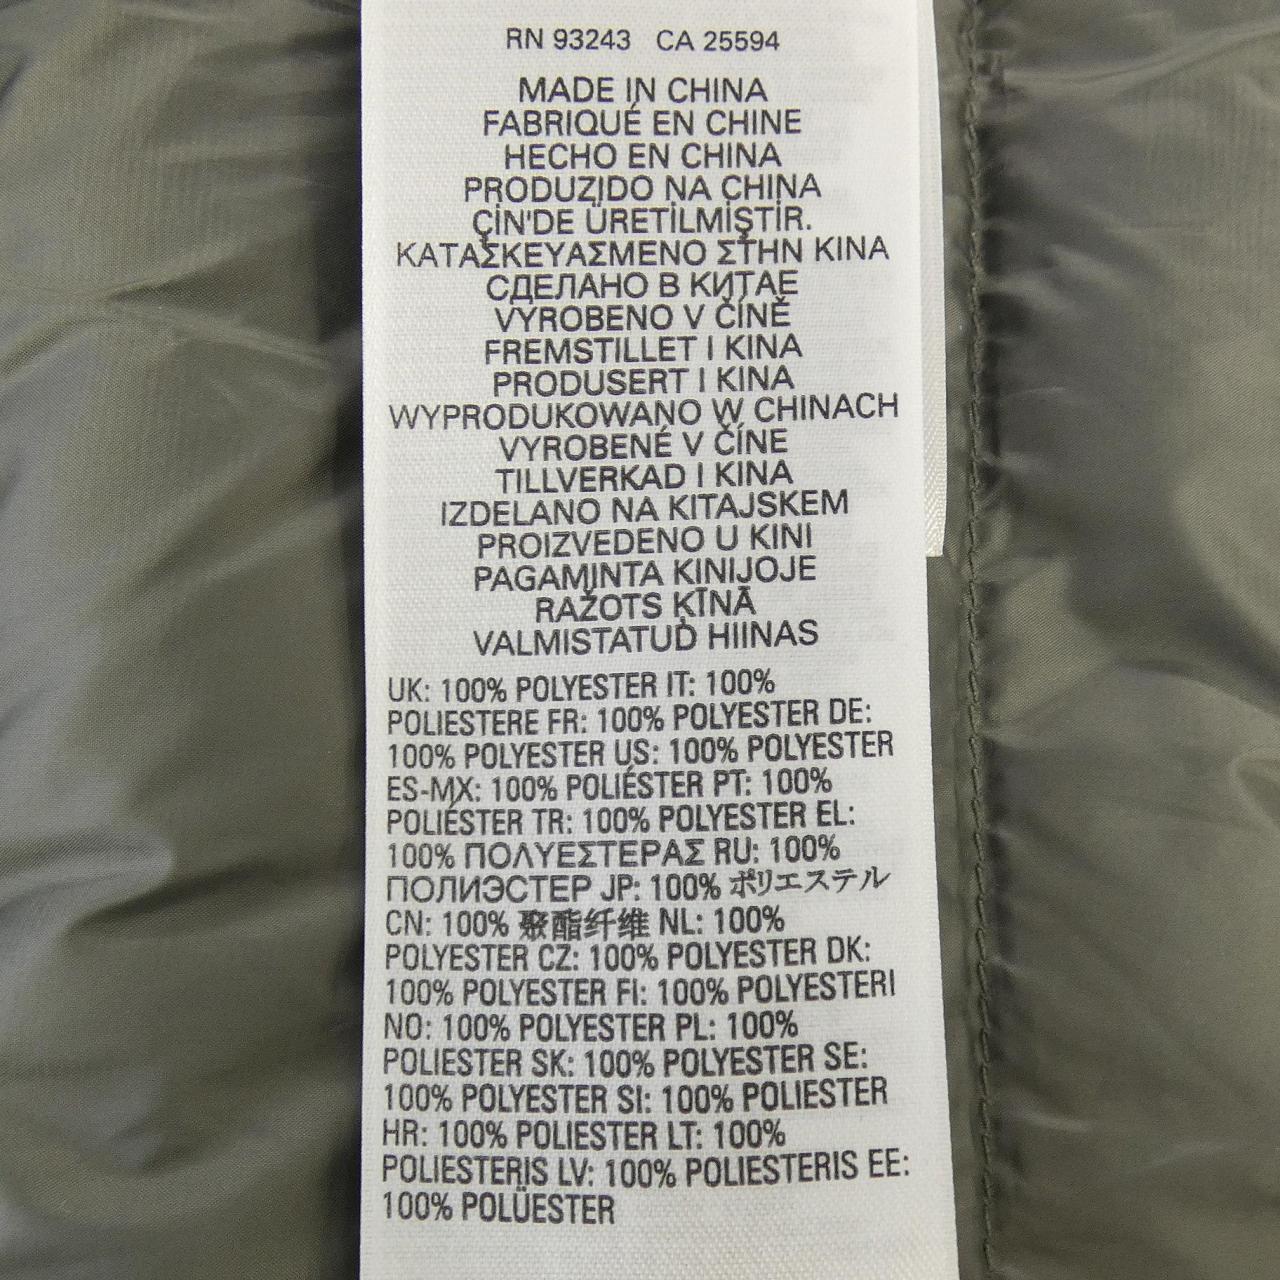 RN 93243 CA 25594
MADE IN CHINA
FABRIQUÉ EN CHINE
HECHO EN CHINA
PRODUZIDO NA CHINA
ÇİN'DE ÜRETİLMİŞTİR.
ΚΑΤΑΣΚΕΥΑΣΜΕΝΟ ΣΤΗΝ ΚΙΝΑ
СДЕЛАНО В КИТАЕ
VYROBENO V ČÍNĚ
FREMSTILLET I KINA
PRODUSERT I KINA
WYPRODUKOWANO W CHINACH
VYROBENÉ V ČÍNE
TILLVERKAD I KINA
IZDELANO NA KITAJSKEM
PROIZVEDENO U KINI
PAGAMINTA KINIJOJE
RAŽOTS ĶĪNĀ
VALMISTATUD HIINAS
UK: 100% POLYESTER IT: 100%
POLIESTERE FR: 100% POLYESTER DE:
100% POLYESTER US: 100% POLYESTER
ES-MX: 100% POLIÉSTER PT: 100%
POLIÉSTER TR: 100% POLYESTER EL:
100% ΠΟΛΥΕΣΤΕΡΑΣ RU: 100%
ПОЛИЭСТЕР JP: 100% ポリエステル
CN: 100% 聚酯纤维 NL: 100%
POLYESTER CZ: 100% POLYESTER DK:
100% POLYESTER FI: 100% POLYESTERI
NO: 100% POLYESTER PL: 100%
POLIESTER SK: 100% POLYESTER SE:
100% POLYESTER SI: 100% POLIESTER
HR: 100% POLIESTER LT: 100%
POLIESTERIS LV: 100% POLIESTERIS EE:
100% POLÜESTER